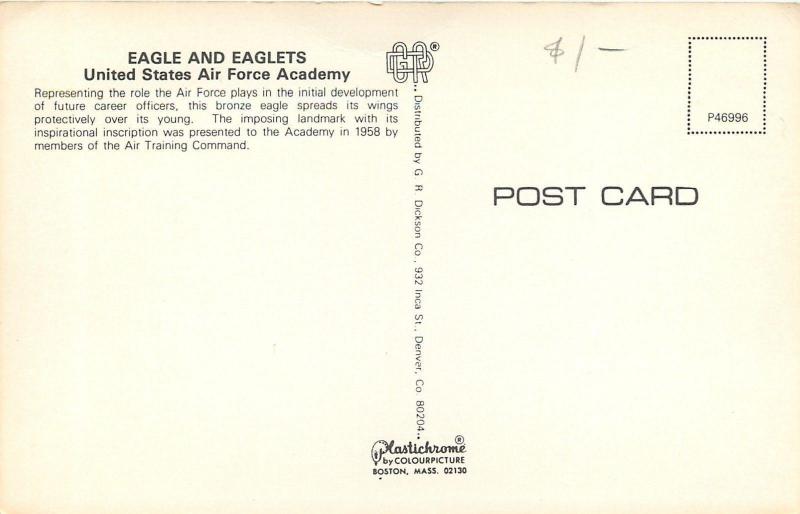 EAGLE AND EAGLETS
United States Air Force Academy
Representing the role the Air Force plays in the initial development
of future career officers, this bronze eagle spreads its wings
protectively over its young. The imposing landmark with its
inspirational inscription was presented to the Academy in 1958 by
members of the Air Training Command.
GRD®
Distributed by G. R. Dickson Co., 932 Inca St., Denver, Co 80204
Plastichrome®
by COLOURPICTURE
BOSTON, MASS. 02130
$1–
P46996
POST CARD